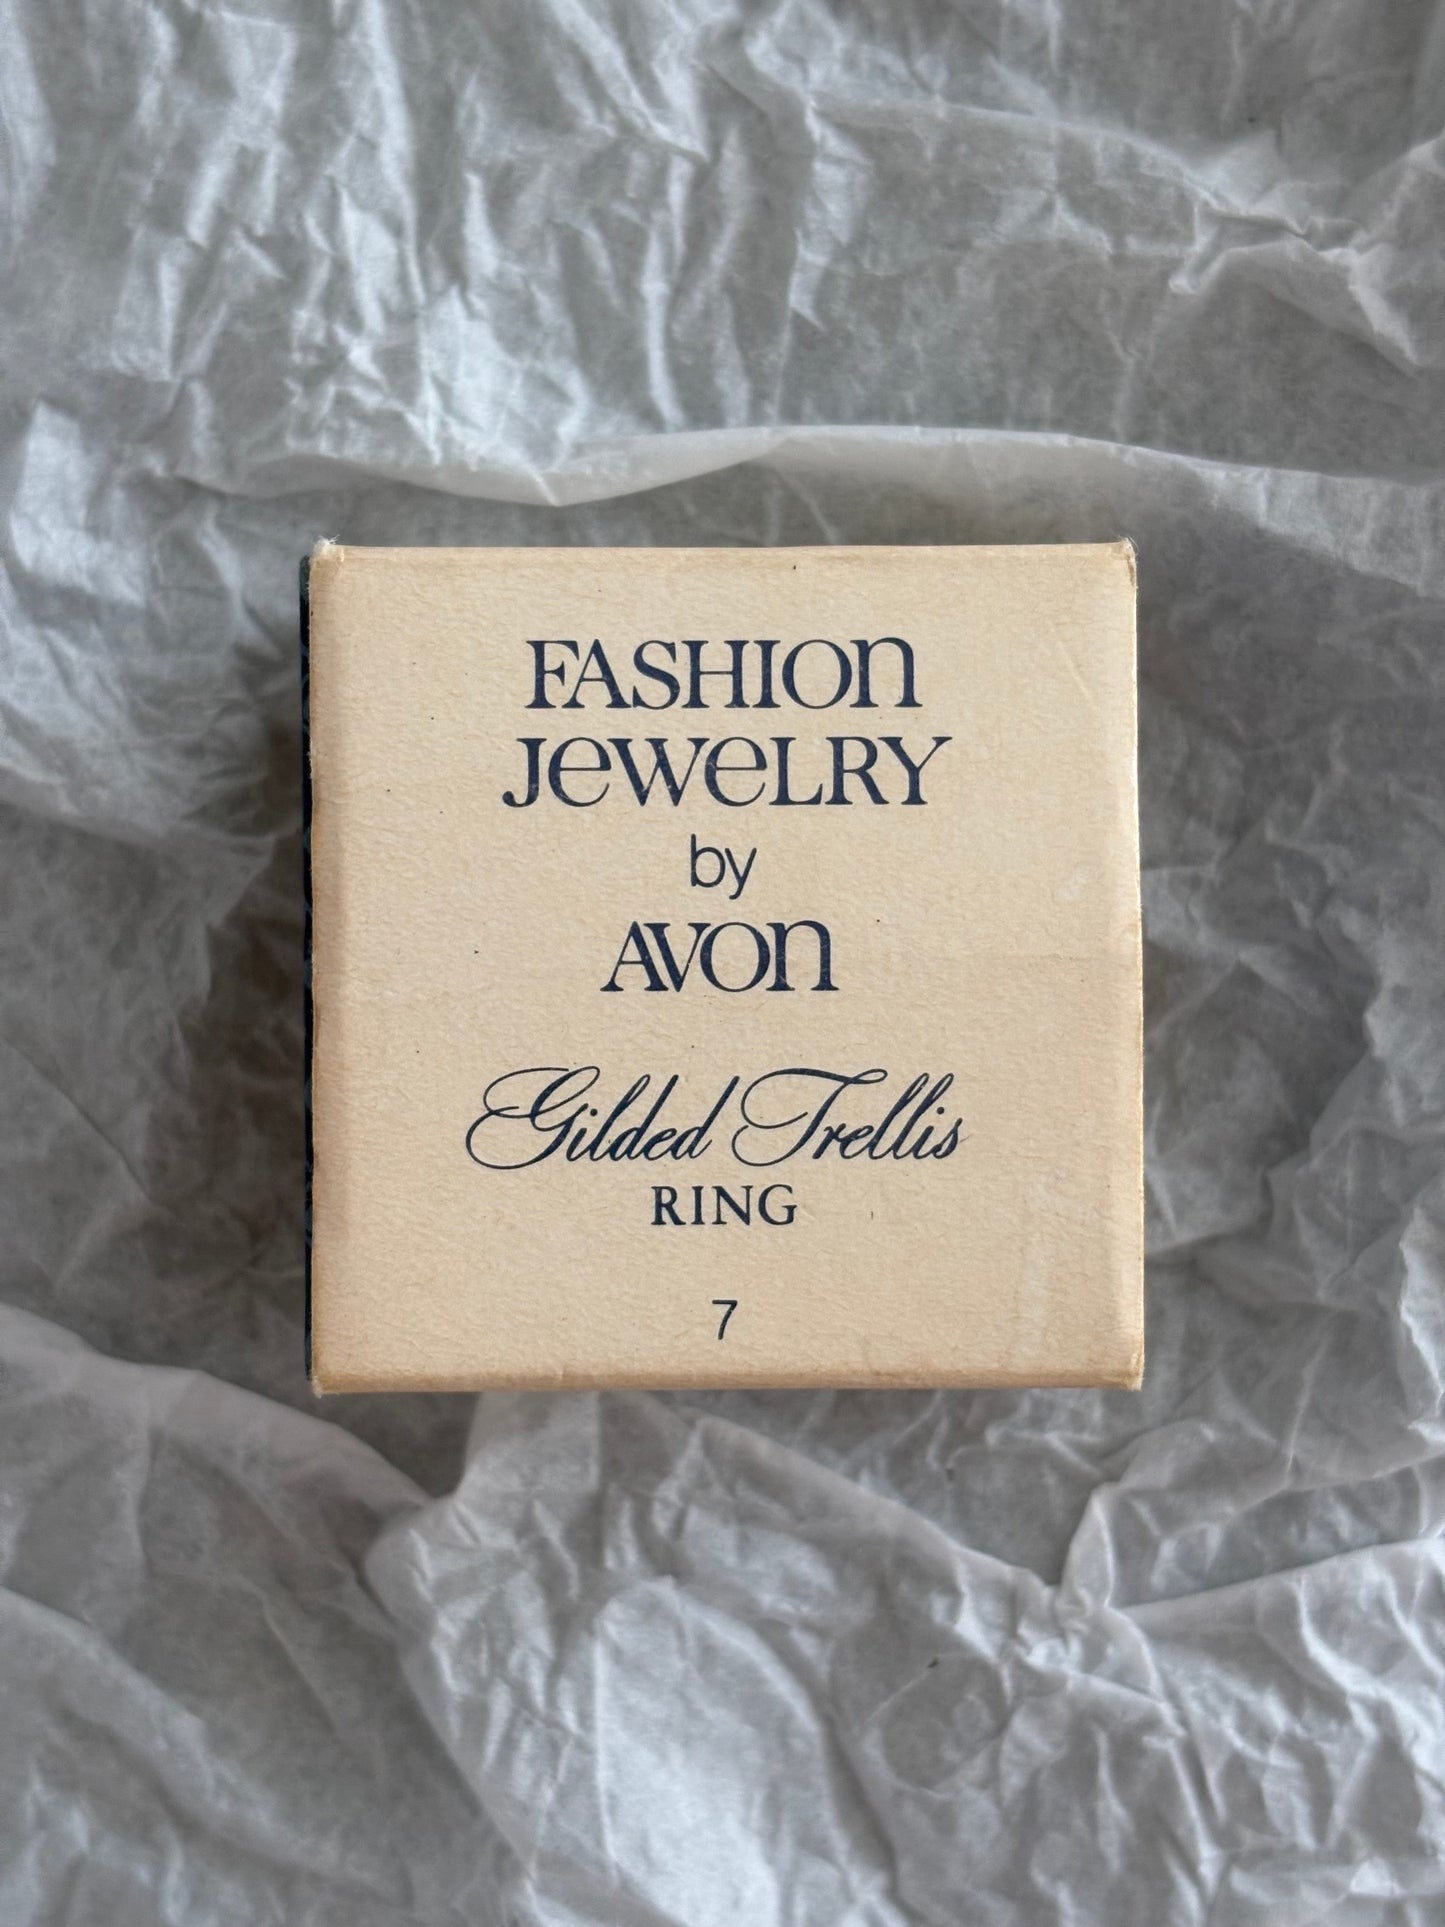 FASHIOn
JeWeLRY
by
AVOn
Gilded Trellis
RING
7